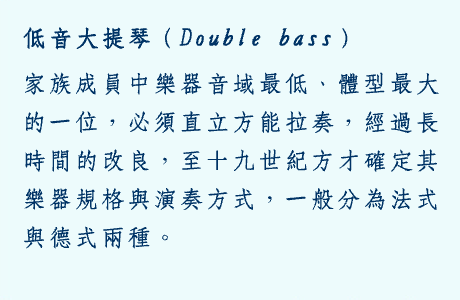 低音大提琴（Double bass）
家族成員中樂器音域最低、體型最大
的一位，必須直立方能拉奏，經過長
時間的改良，至十九世紀方才確定其
樂器規格與演奏方式，一般分為法式
與德式兩種。